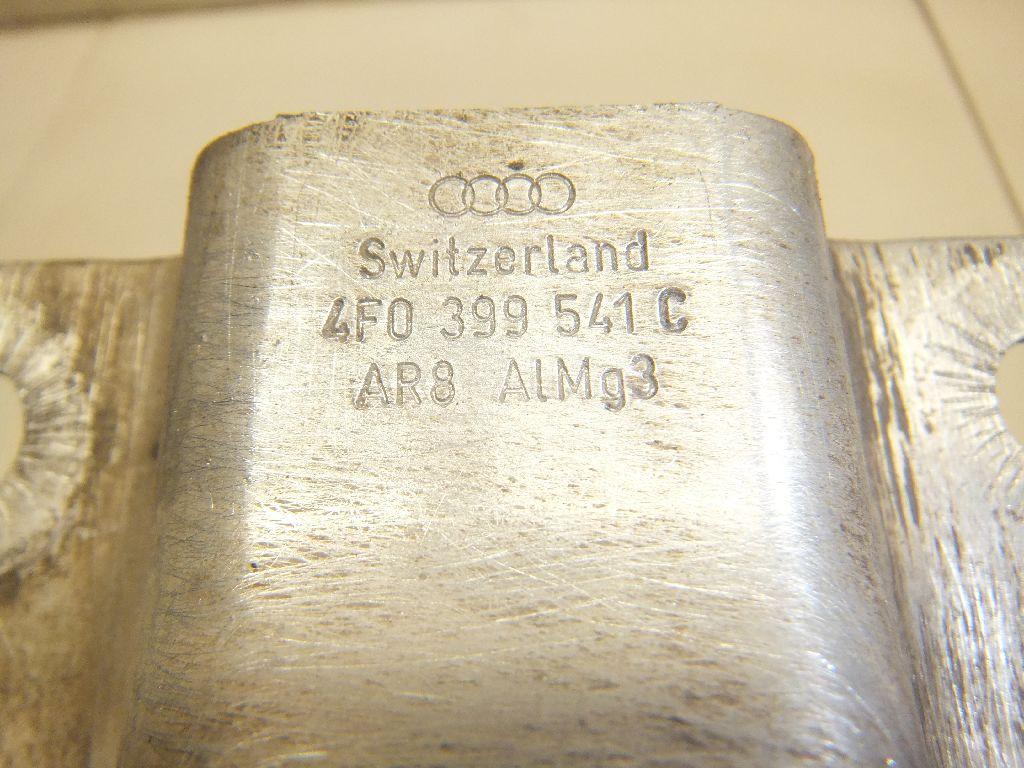 Switzerland
4F0 399 541 C
AR8 AlMg3